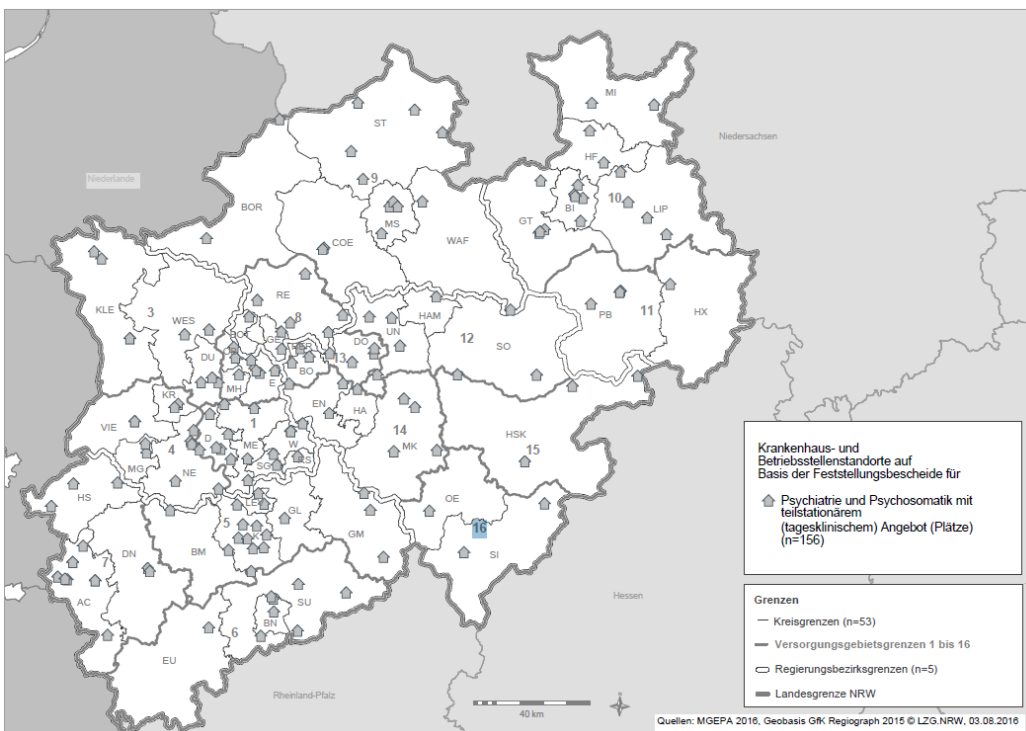 MI
Niedersachsen
ST
HF
Niederlande
9
10
BOR
BI
LIP
MS
GT
WAF
COE
KLE
3
RE
PB
11
HX
WES
8
HAM
UN
BOT
GE
12
SO
DU
DO
13
BO
MH
E
KR
EN
HA
VIE
1
14
HSK
D
W
MK
15
4
ME
MG
NE
SG
RS
HS
OE
LEV
16
GL
5
K
GM
SI
BM
DN
7
AC
SU
Hessen
6
BN
EU
Rheinland-Pfalz
40 km
N
Krankenhaus- und
Betriebsstellenstandorte auf
Basis der Feststellungsbescheide für
Psychiatrie und Psychosomatik mit
teilstationärem
(tagesklinischem) Angebot (Plätze)
(n=156)
Grenzen
Kreisgrenzen (n=53)
Versorgungsgebietsgrenzen 1 bis 16
Regierungsbezirksgrenzen (n=5)
Landesgrenze NRW
Quellen: MGEPA 2016, Geobasis GfK Regiograph 2015 © LZG.NRW, 03.08.2016